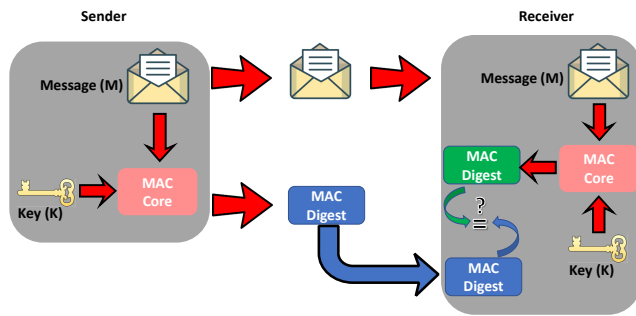 Sender
Receiver
Message (M)
MAC
Core
Key (K)
MAC
Digest
Message (M)
MAC
Digest
MAC
Core
?
=
MAC
Digest
Key (K)